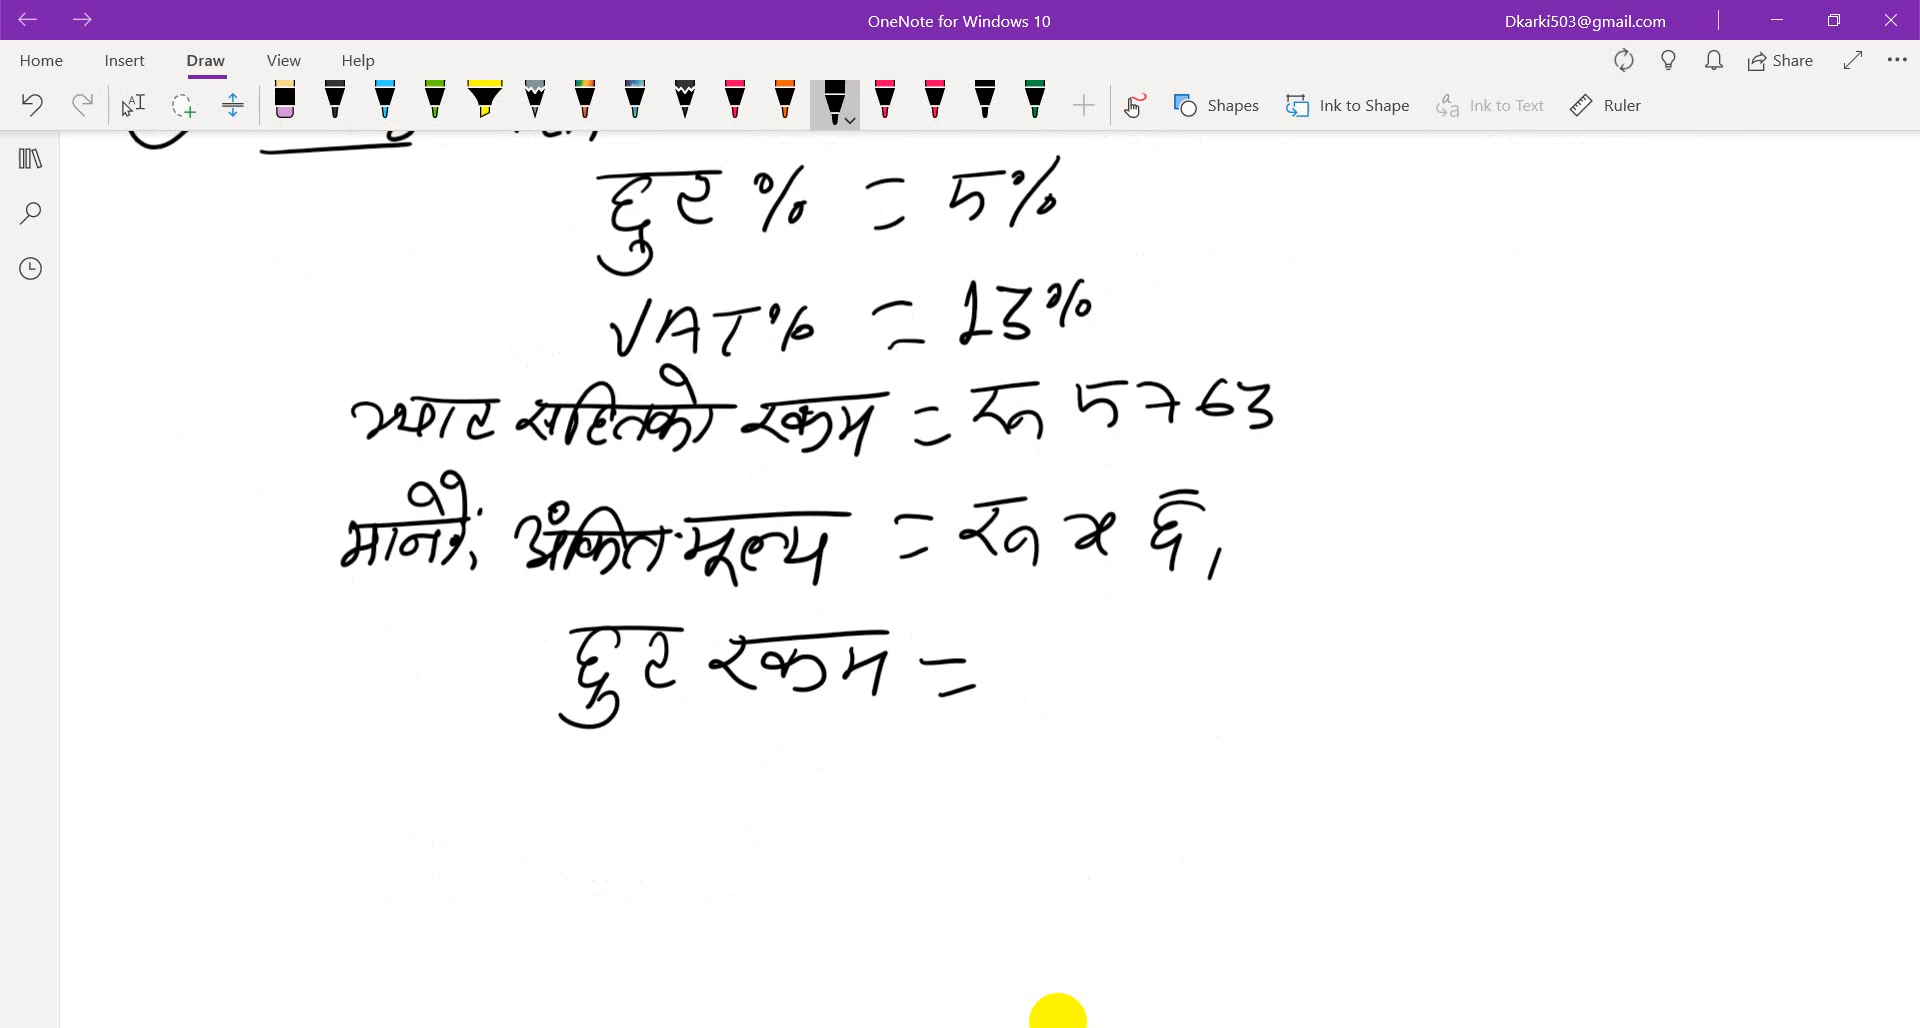 OneNote for Windows 10 Dkarki503@gmail.com
Home Insert Draw View Help Share
Shapes Ink to Shape Ink to Text Ruler
छुट % = 5%
VAT% = 13%
भ्याट सहितको रकम = रू 5763
मानौं, अंकित मूल्य = रू x छ,
छुट रकम =